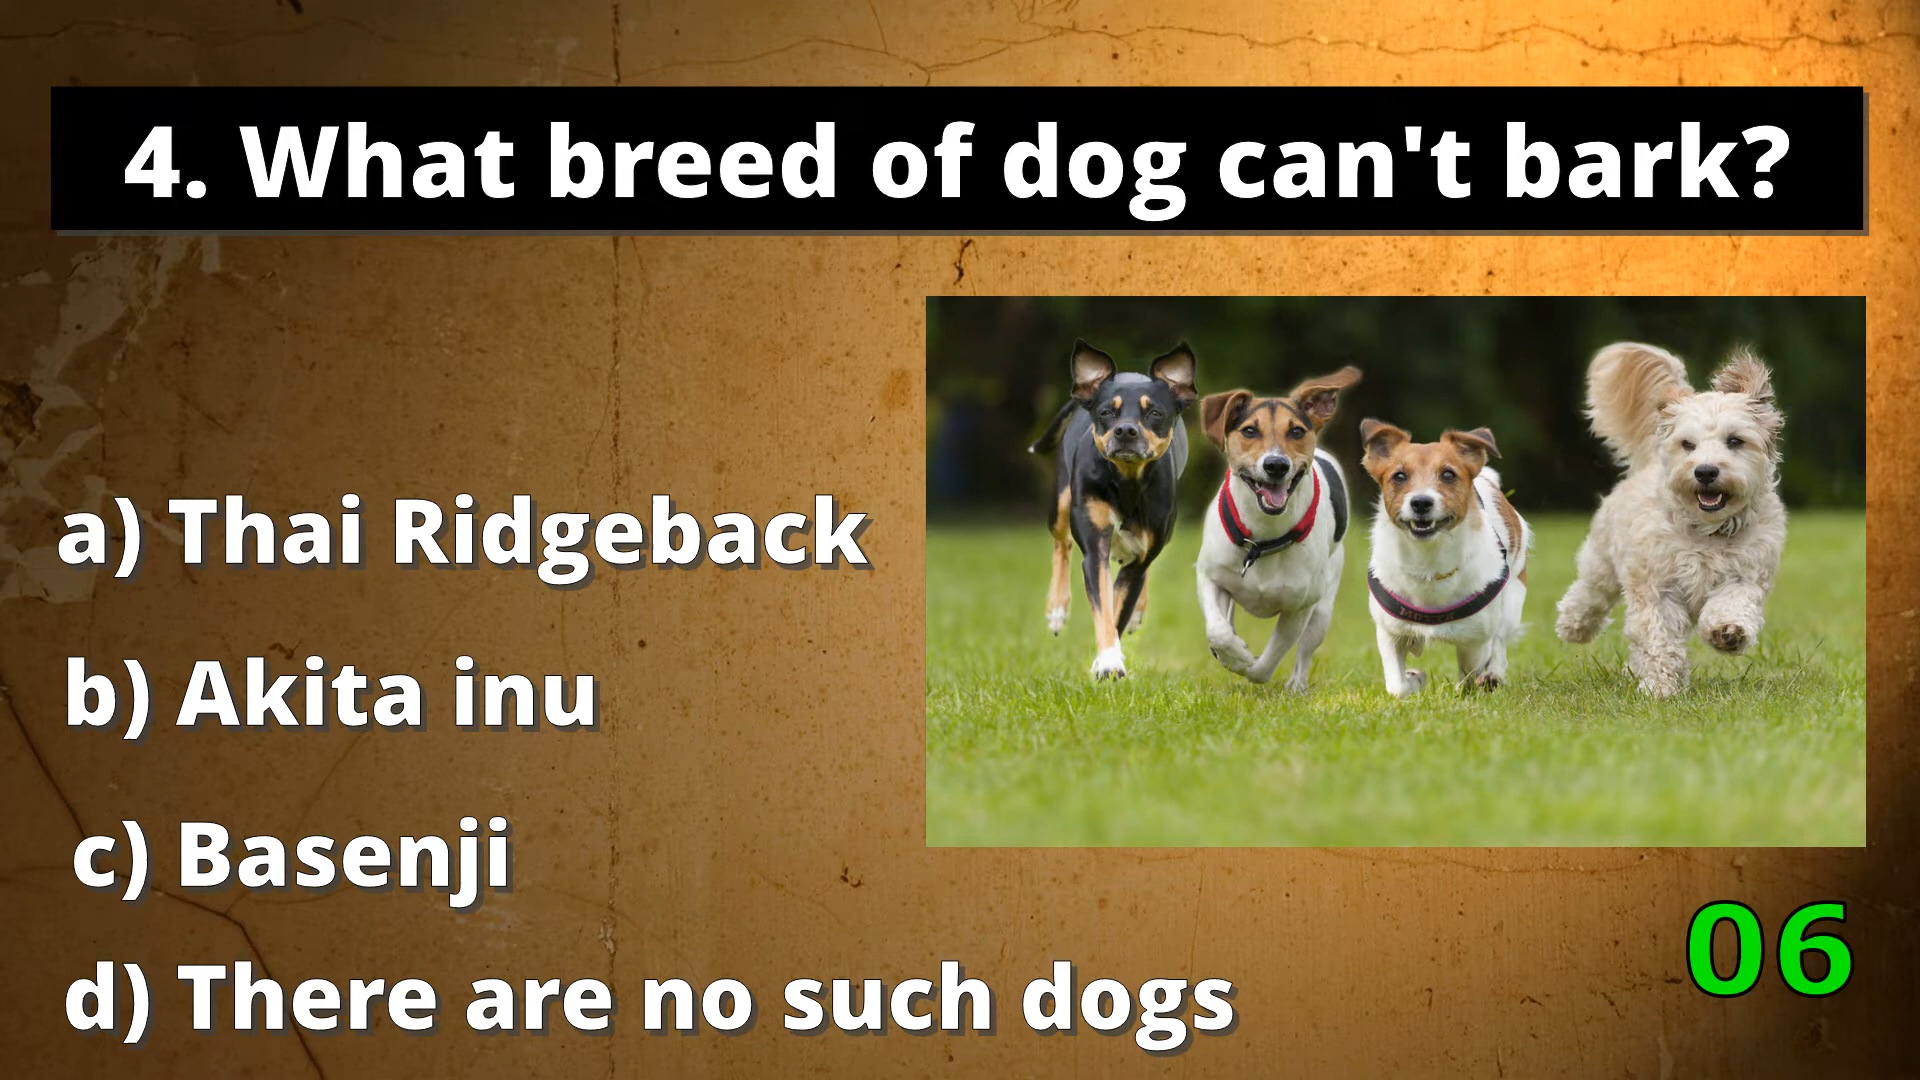 4. What breed of dog can't bark?
a) Thai Ridgeback
b) Akita inu
c) Basenji
d) There are no such dogs
06